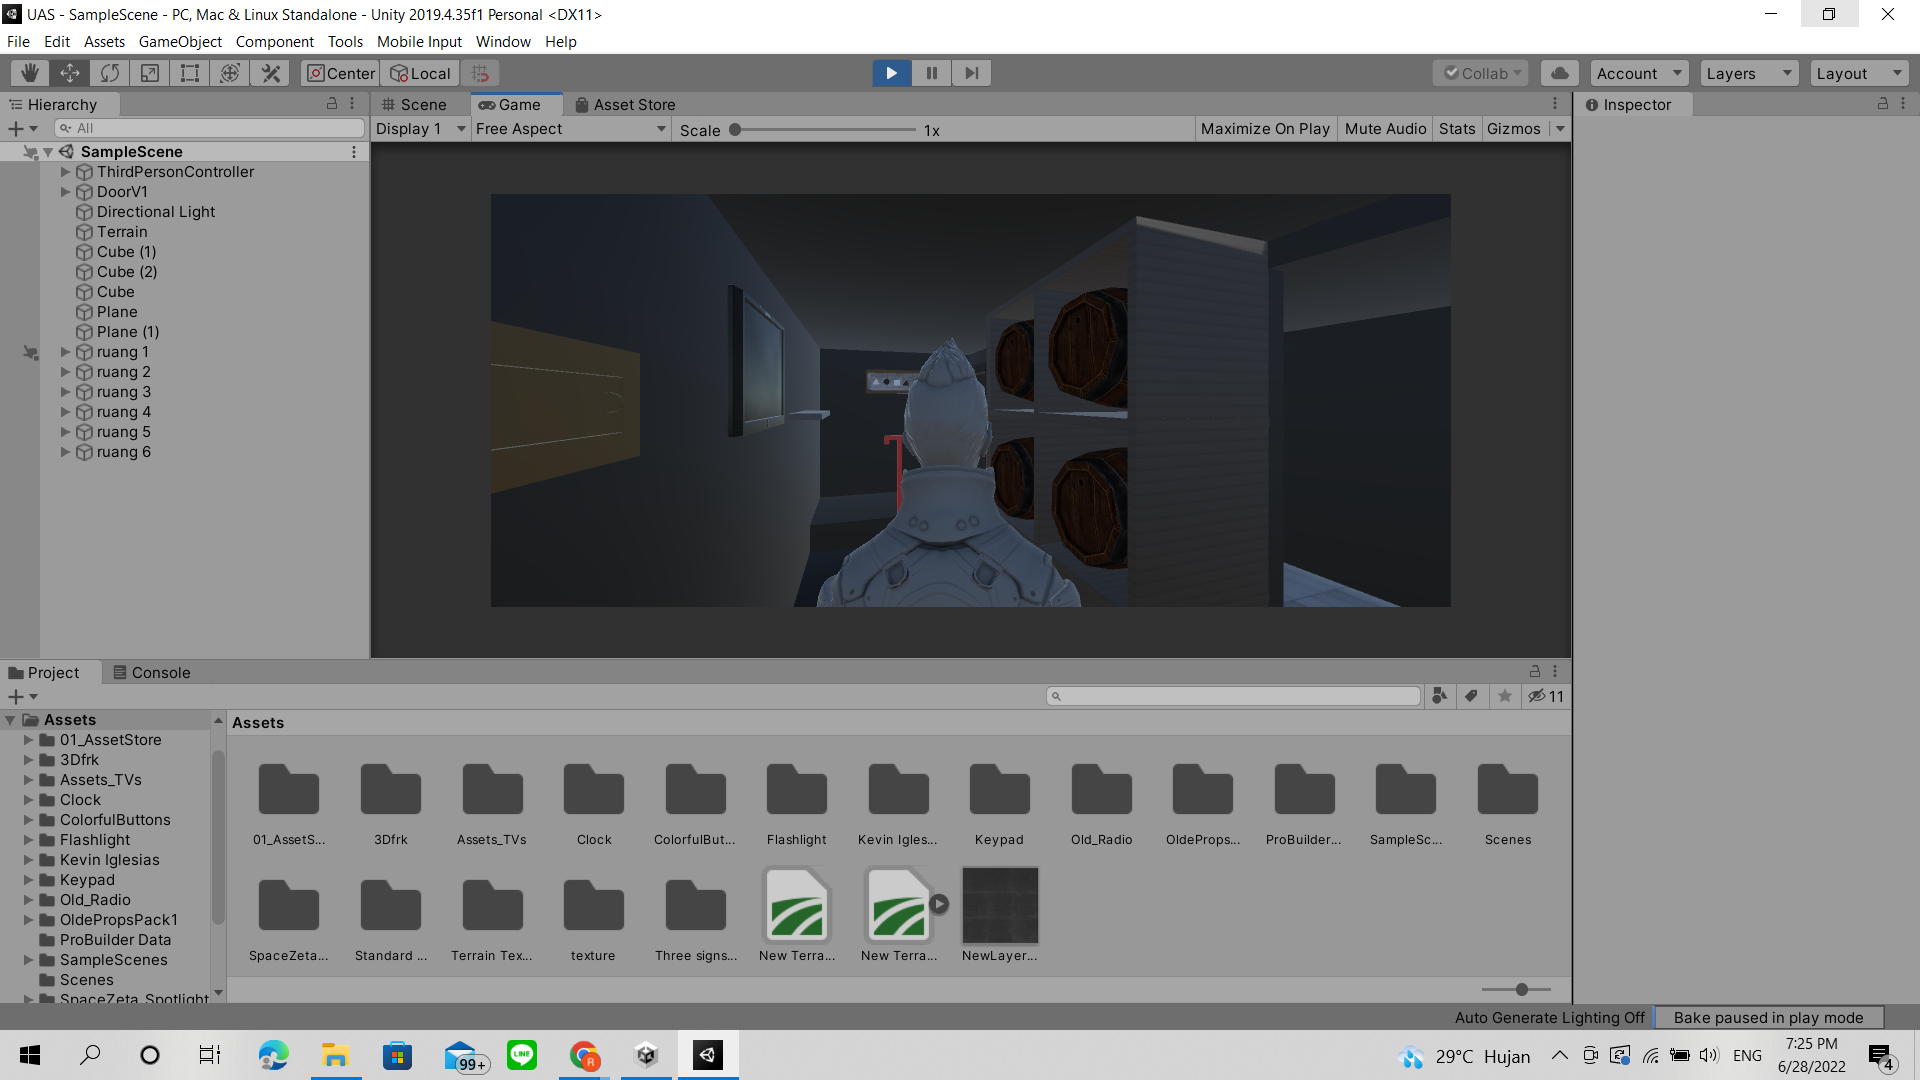 UAS - SampleScene - PC, Mac & Linux Standalone - Unity 2019.4.35f1 Personal <DX11>
File Edit Assets GameObject Component Tools Mobile Input Window Help
Center Local Collab Account Layers Layout
Hierarchy Scene Game Asset Store Inspector
All Display 1 Free Aspect Scale 1x Maximize On Play Mute Audio Stats Gizmos
SampleScene
ThirdPersonController
DoorV1
Directional Light
Terrain
Cube (1)
Cube (2)
Cube
Plane
Plane (1)
ruang 1
ruang 2
ruang 3
ruang 4
ruang 5
ruang 6
Project Console
11
Assets
01_AssetStore
3Dfrk
Assets_TVs
Clock
ColorfulButtons
Flashlight
Kevin Iglesias
Keypad
Old_Radio
OldePropsPack1
ProBuilder Data
SampleScenes
Scenes
SpaceZeta_Spotlight
Assets
01_AssetS... 3Dfrk Assets_TVs Clock ColorfulBut... Flashlight Kevin Igles... Keypad Old_Radio OldeProps... ProBuilder... SampleSc... Scenes
SpaceZeta... Standard ... Terrain Tex... texture Three signs... New Terra... New Terra... NewLayer...
Auto Generate Lighting Off Bake paused in play mode
99+ LINE R 29°C Hujan ENG 7:25 PM
6/28/2022 4